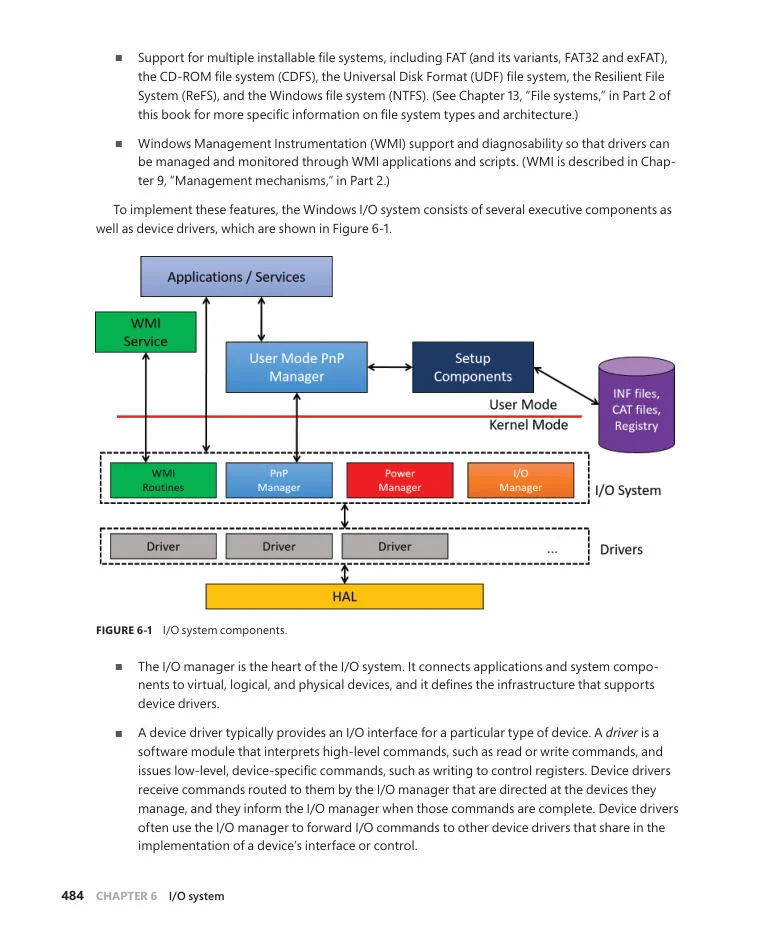 ■ Support for multiple installable file systems, including FAT (and its variants, FAT32 and exFAT),
the CD-ROM file system (CDFS), the Universal Disk Format (UDF) file system, the Resilient File
System (ReFS), and the Windows file system (NTFS). (See Chapter 13, “File systems,” in Part 2 of
this book for more specific information on file system types and architecture.)
■ Windows Management Instrumentation (WMI) support and diagnosability so that drivers can
be managed and monitored through WMI applications and scripts. (WMI is described in Chap-
ter 9, “Management mechanisms,” in Part 2.)
To implement these features, the Windows I/O system consists of several executive components as
well as device drivers, which are shown in Figure 6-1.
Applications / Services
WMI
Service
User Mode PnP
Manager
Setup
Components
INF files,
CAT files,
Registry
User Mode
Kernel Mode
WMI
Routines
PnP
Manager
Power
Manager
I/O
Manager
I/O System
Driver
Driver
Driver
...
Drivers
HAL
FIGURE 6-1 I/O system components.
■ The I/O manager is the heart of the I/O system. It connects applications and system compo-
nents to virtual, logical, and physical devices, and it defines the infrastructure that supports
device drivers.
■ A device driver typically provides an I/O interface for a particular type of device. A driver is a
software module that interprets high-level commands, such as read or write commands, and
issues low-level, device-specific commands, such as writing to control registers. Device drivers
receive commands routed to them by the I/O manager that are directed at the devices they
manage, and they inform the I/O manager when those commands are complete. Device drivers
often use the I/O manager to forward I/O commands to other device drivers that share in the
implementation of a device’s interface or control.
484 CHAPTER 6 I/O system